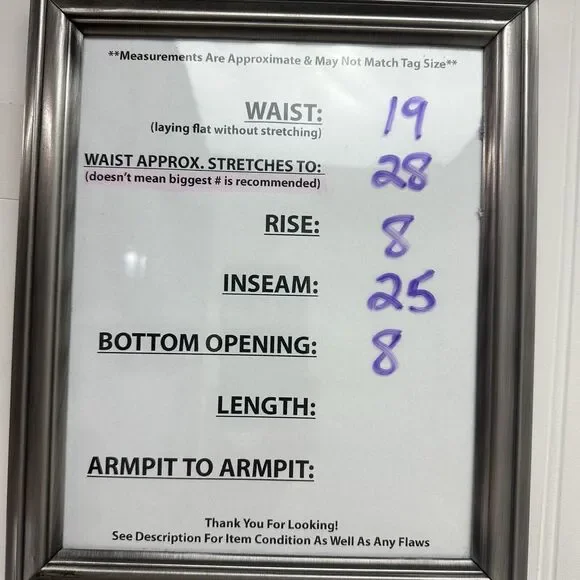 **Measurements Are Approximate & May Not Match Tag Size**
WAIST: 19
(laying flat without stretching)
WAIST APPROX. STRETCHES TO: 28
(doesn't mean biggest # is recommended)
RISE: 8
INSEAM: 25
BOTTOM OPENING: 8
LENGTH:
ARMPIT TO ARMPIT:
Thank You For Looking!
See Description For Item Condition As Well As Any Flaws